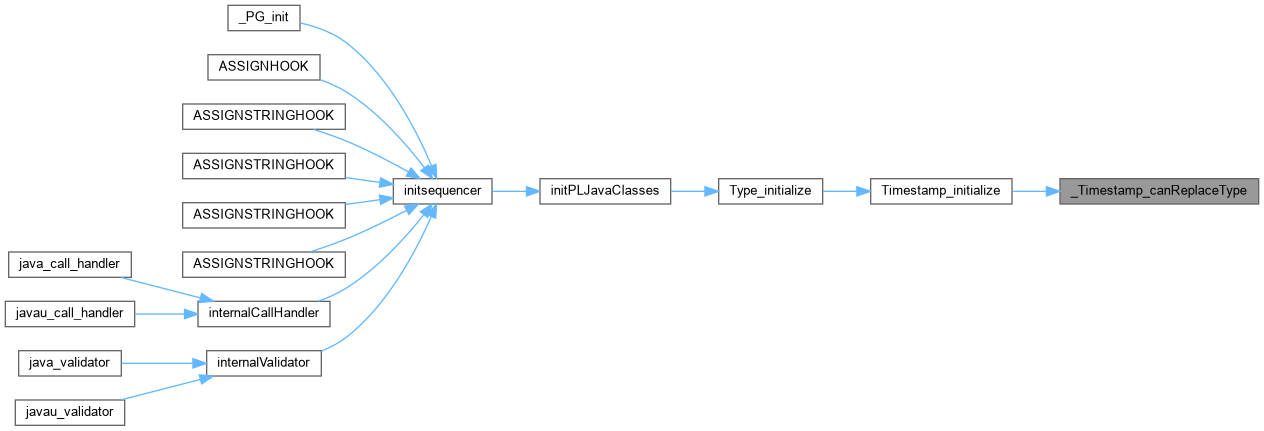 _PG_init
ASSIGNHOOK
ASSIGNSTRINGHOOK
ASSIGNSTRINGHOOK
initsequencer
initPLJavaClasses
Type_initialize
Timestamp_initialize
_Timestamp_canReplaceType
ASSIGNSTRINGHOOK
ASSIGNSTRINGHOOK
java_call_handler
javau_call_handler
internalCallHandler
java_validator
internalValidator
javau_validator